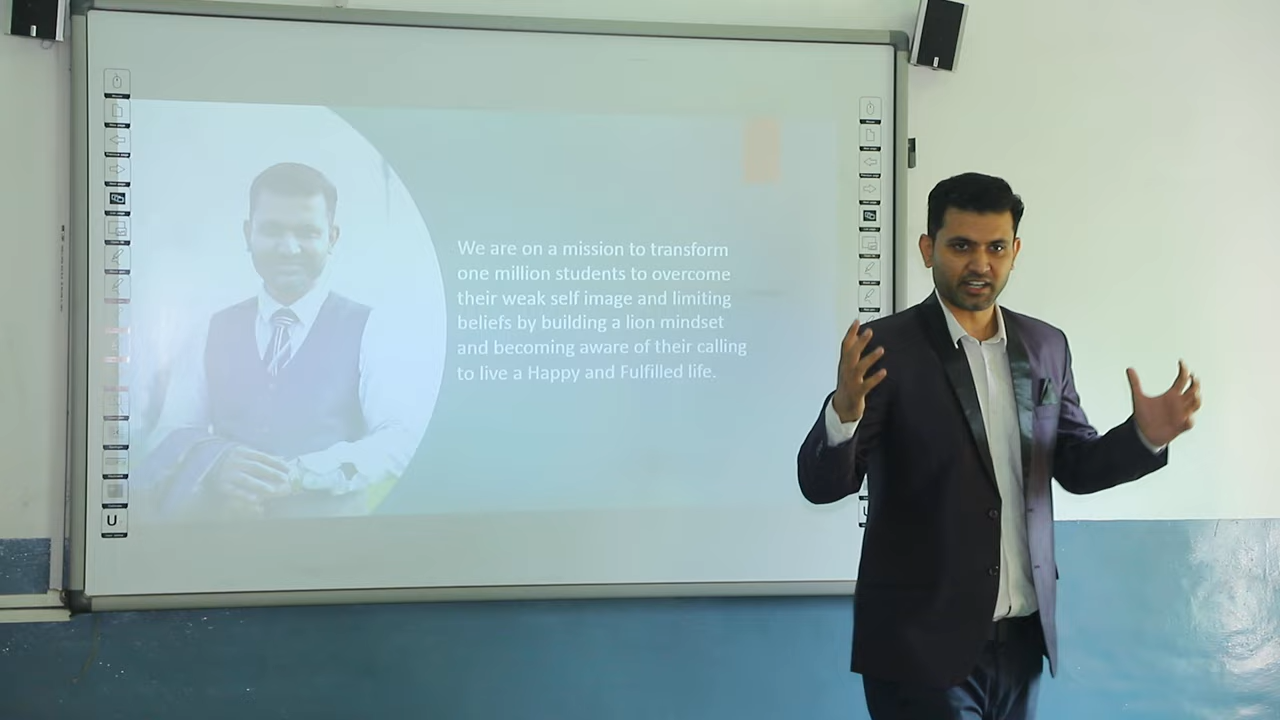 We are on a mission to transform
one million students to overcome
their weak self image and limiting
beliefs by building a lion mindset
and becoming aware of their calling
to live a Happy and Fulfilled life.
U